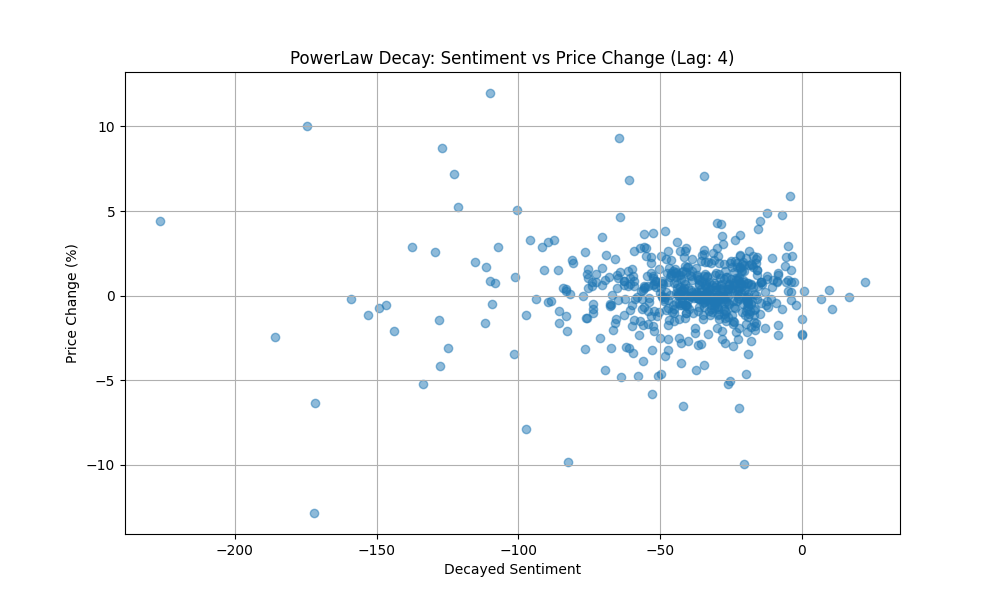 PowerLaw Decay: Sentiment vs Price Change (Lag: 4)
Price Change (%)
10
5
0
−5
−10
−200 −150 −100 −50 0
Decayed Sentiment